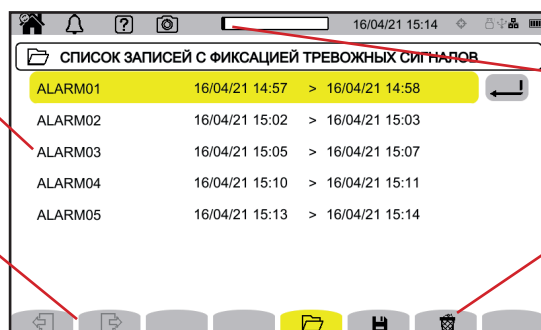 16/04/21 15:14
СПИСОК ЗАПИСЕЙ С ФИКСАЦИЕЙ ТРЕВОЖНЫХ СИГНАЛОВ
ALARM01 16/04/21 14:57 > 16/04/21 14:58
ALARM02 16/04/21 15:02 > 16/04/21 15:03
ALARM03 16/04/21 15:05 > 16/04/21 15:07
ALARM04 16/04/21 15:10 > 16/04/21 15:11
ALARM05 16/04/21 15:13 > 16/04/21 15:14